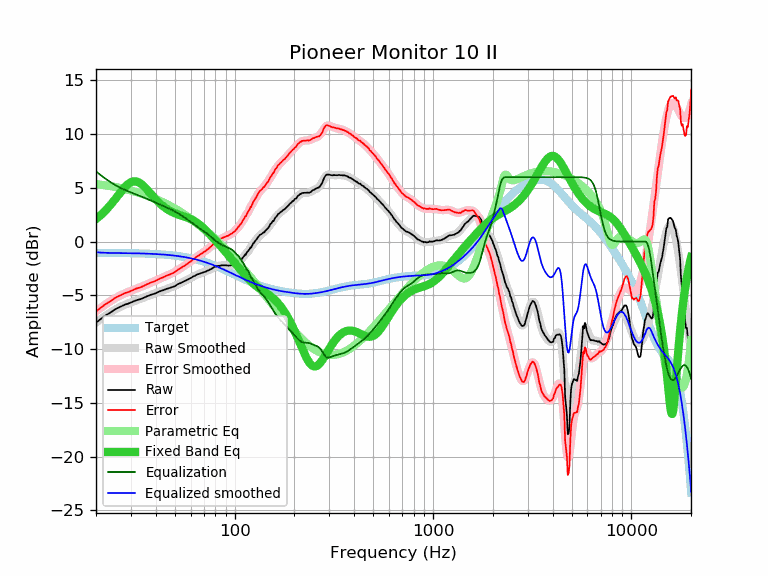 Pioneer Monitor 10 II
15
10
5
0
−5
−10
−15
−20
−25
Amplitude (dBr)
Target
Raw Smoothed
Error Smoothed
Raw
Error
Parametric Eq
Fixed Band Eq
Equalization
Equalized smoothed
100
1000
10000
Frequency (Hz)